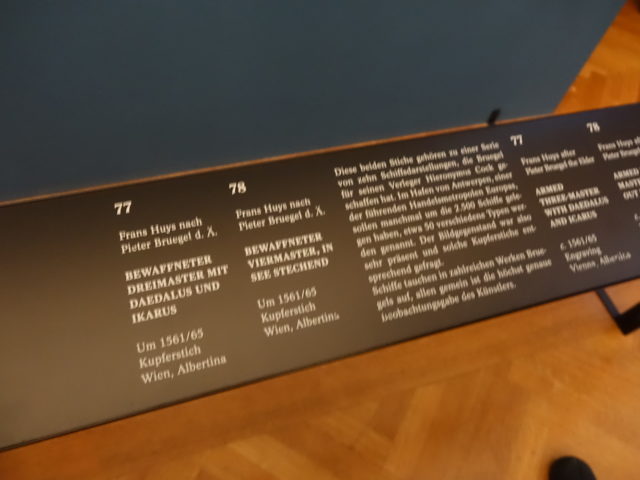 77
Frans Huys nach
Pieter Bruegel d. Ä.
BEWAFFNETER
DREIMASTER MIT
DAEDALUS UND
IKARUS
Um 1561/65
Kupferstich
Wien, Albertina
78
Frans Huys nach
Pieter Bruegel d. Ä.
BEWAFFNETER
VIERMASTER, IN
SEE STECHEND
Um 1561/65
Kupferstich
Wien, Albertina
Diese beiden Stiche gehören zu einer Serie
von zehn Schiffsdarstellungen, die Bruegel
für seinen Verleger Hieronymus Cock ge-
schaffen hat. Im Hafen von Antwerpen, einer
der führenden Handelsmetropolen Europas,
sollen manchmal um die 2.500 Schiffe gele-
gen haben, etwa 50 verschiedene Typen wur-
den genannt. Der Bildgegenstand war also
sehr präsent und solche Kupferstiche ent-
sprechend gefragt.
Schiffe tauchen in zahlreichen Werken Brue-
gels auf, allen gemein ist die höchst genaue
Beobachtungsgabe des Künstlers.
77
Frans Huys after
Pieter Bruegel the Elder
ARMED
THREE-MASTER
WITH DAEDALUS
AND ICARUS
c. 1561/65
Engraving
Vienna, Albertina
78
Frans Huys
Pieter Bruegel
ARMED